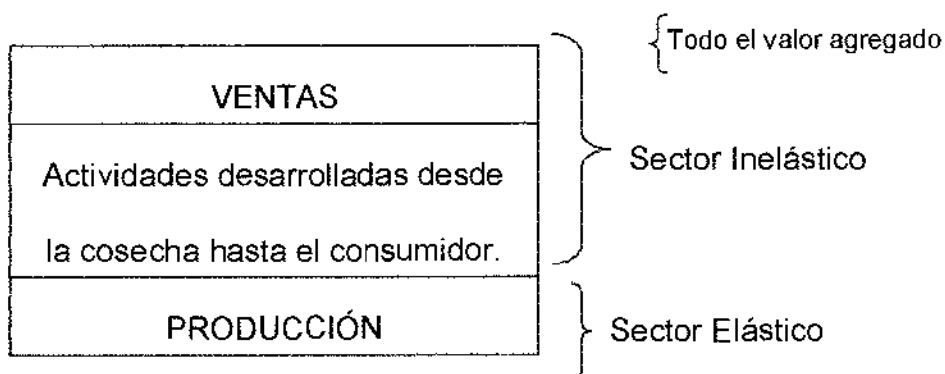 Todo el valor agregado
VENTAS
Actividades desarrolladas desde
la cosecha hasta el consumidor.
Sector Inelástico
PRODUCCIÓN
Sector Elástico